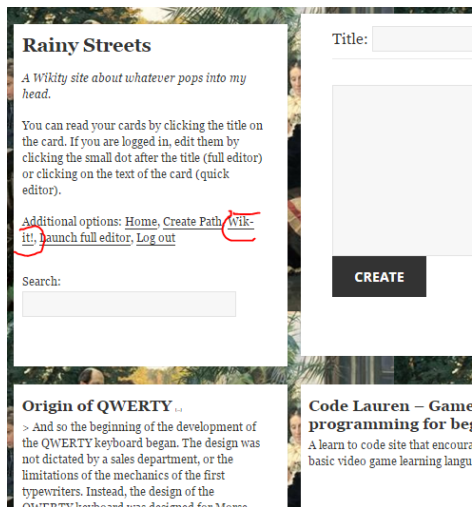 Rainy Streets
A Wikity site about whatever pops into my
head.
You can read your cards by clicking the title on
the card. If you are logged in, edit them by
clicking the small dot after the title (full editor)
or clicking on the text of the card (quick
editor).
Additional options: Home, Create Path, Wik-
it!, Launch full editor, Log out
Search:
Title:
CREATE
Origin of QWERTY
> And so the beginning of the development of
the QWERTY keyboard began. The design was
not dictated by a sales department, or the
limitations of the mechanics of the first
typewriters. Instead, the design of the
QWERTY keyboard was designed for Morse
Code Lauren – Game
programming for beg
A learn to code site that encoura
basic video game learning langu